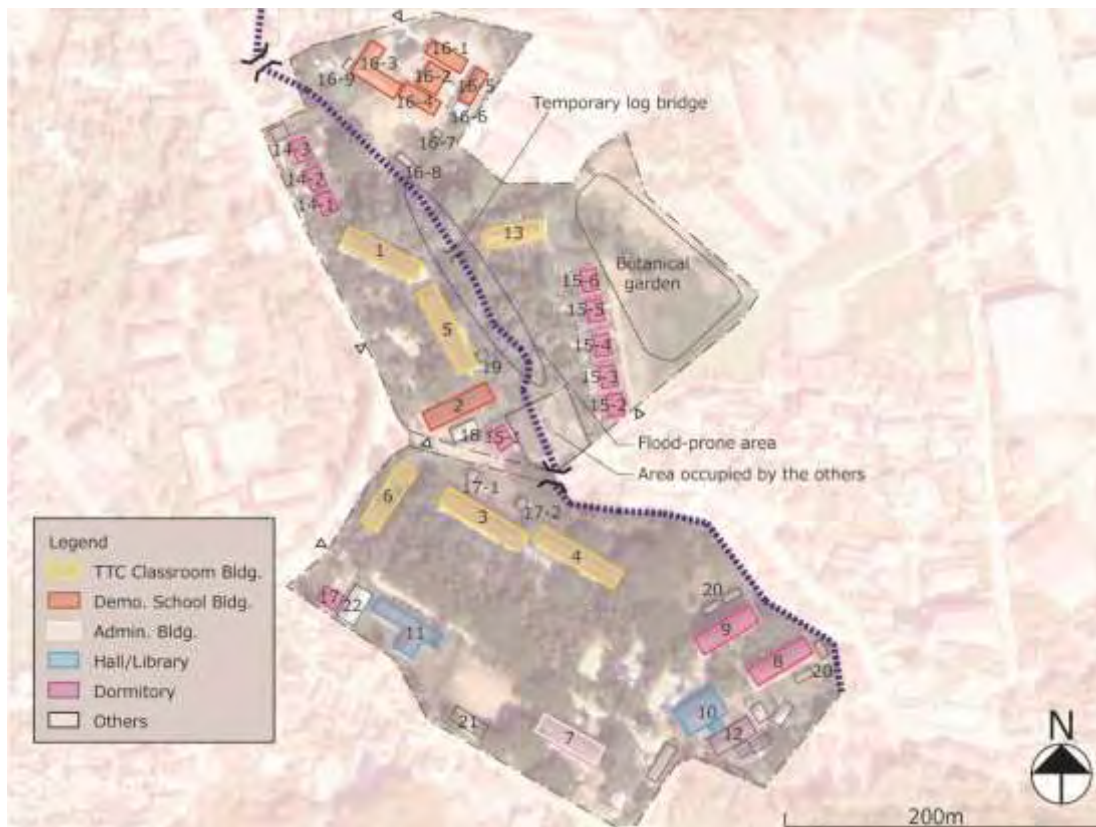 16-1
16-3
16-2
16-9
16-5
16-4
16-6
Temporary log bridge
16-7
14-3
16-8
14-2
14-1
13
1
Botanical
garden
15-6
15-5
5
15-4
19
15-3
15-2
2
18
15-1
Flood-prone area
Area occupied by the others
17-1
6
3
17-2
4
Legend
TTC Classroom Bldg.
Demo. School Bldg.
Admin. Bldg.
Hall/Library
Dormitory
Others
17
22
11
20
9
8
20
10
12
21
7
N
200m